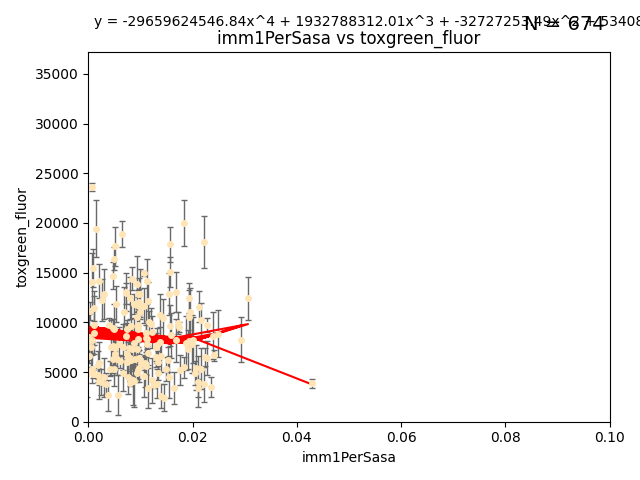 y = -29659624546.84x^4 + 1932788312.01x^3 +
N = 674
imm1PerSasa vs toxgreen_fluor
35000
30000
25000
20000
15000
10000
5000
0
toxgreen_fluor
0.00 0.02 0.04 0.06 0.08 0.10
imm1PerSasa